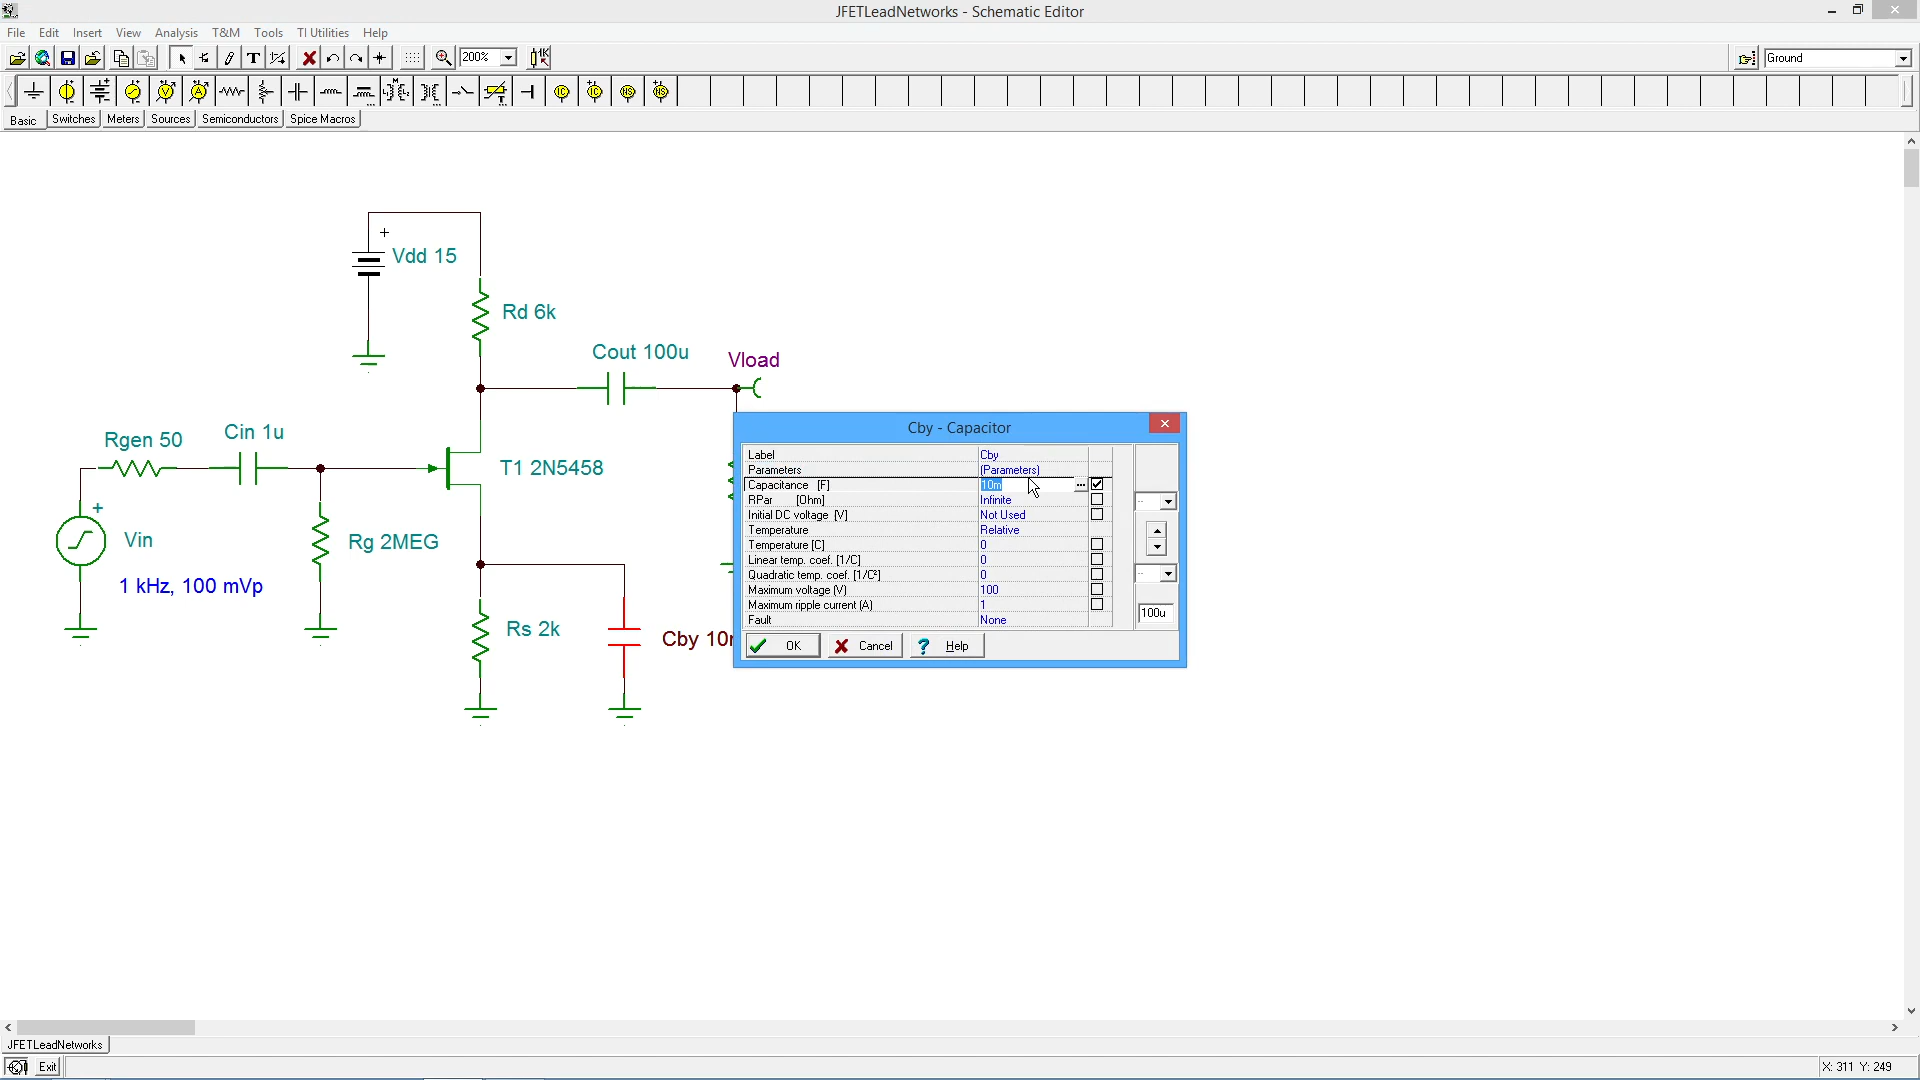 JFETLeadNetworks - Schematic Editor
File Edit Insert View Analysis T&M Tools TI Utilities Help
200%
1K
Ground
Basic Switches Meters Sources Semiconductors Spice Macros
+
Vdd 15
Rd 6k
Cout 100u
Vload
Rgen 50
Cin 1u
T1 2N5458
+
Vin
Rg 2MEG
1 kHz, 100 mVp
Rs 2k
Cby 10
Cby - Capacitor
Label Cby
Parameters (Parameters)
Capacitance [F] 10m ...
RPar [Ohm] Infinite
Initial DC voltage [V] Not Used
Temperature Relative
Temperature [C] 0
Linear temp. coef. [1/C] 0
Quadratic temp. coef. [1/C²] 0
Maximum voltage (V) 100
Maximum ripple current (A) 1
Fault None
100u
OK Cancel ? Help
JFETLeadNetworks
Exit
X: 311 Y: 249